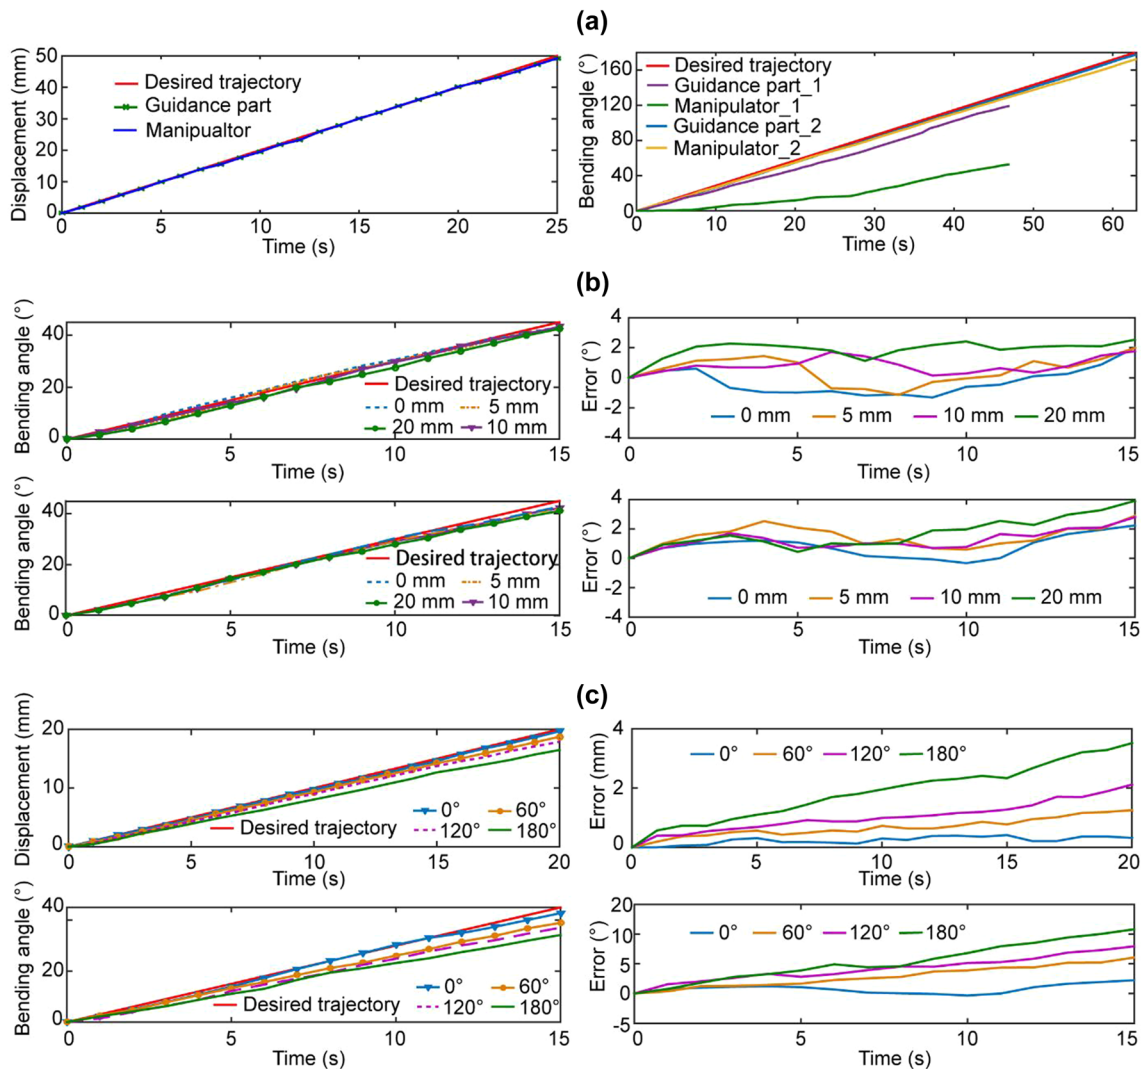 (a)
Displacement (mm)
50
40
30
20
10
0
Desired trajectory
Guidance part
Manipualtor
0 5 10 15 20 25
Time (s)
Bending angle (°)
160
120
80
40
0
Desired trajectory
Guidance part_1
Manipulator_1
Guidance part_2
Manipulator_2
0 10 20 30 40 50 60
Time (s)
(b)
Bending angle (°)
40
20
0
Desired trajectory
0 mm 5 mm
20 mm 10 mm
0 5 10 15
Time (s)
Error (°)
4
2
0
-2
-4
0 mm 5 mm 10 mm 20 mm
0 5 10 15
Time (s)
Bending angle (°)
40
20
0
Desired trajectory
0 mm 5 mm
20 mm 10 mm
0 5 10 15
Time (s)
Error (°)
4
2
0
-2
-4
0 mm 5 mm 10 mm 20 mm
0 5 10 15
Time (s)
(c)
Displacement (mm)
20
10
0
0° 60°
Desired trajectory 120° 180°
0 5 10 15 20
Time (s)
Error (mm)
4
2
0
0° 60° 120° 180°
0 5 10 15 20
Time (s)
Bending angle (°)
40
20
0
0° 60°
Desired trajectory 120° 180°
0 5 10 15
Time (s)
Error (°)
20
10
5
0
-5
0° 60° 120° 180°
0 5 10 15
Time (s)